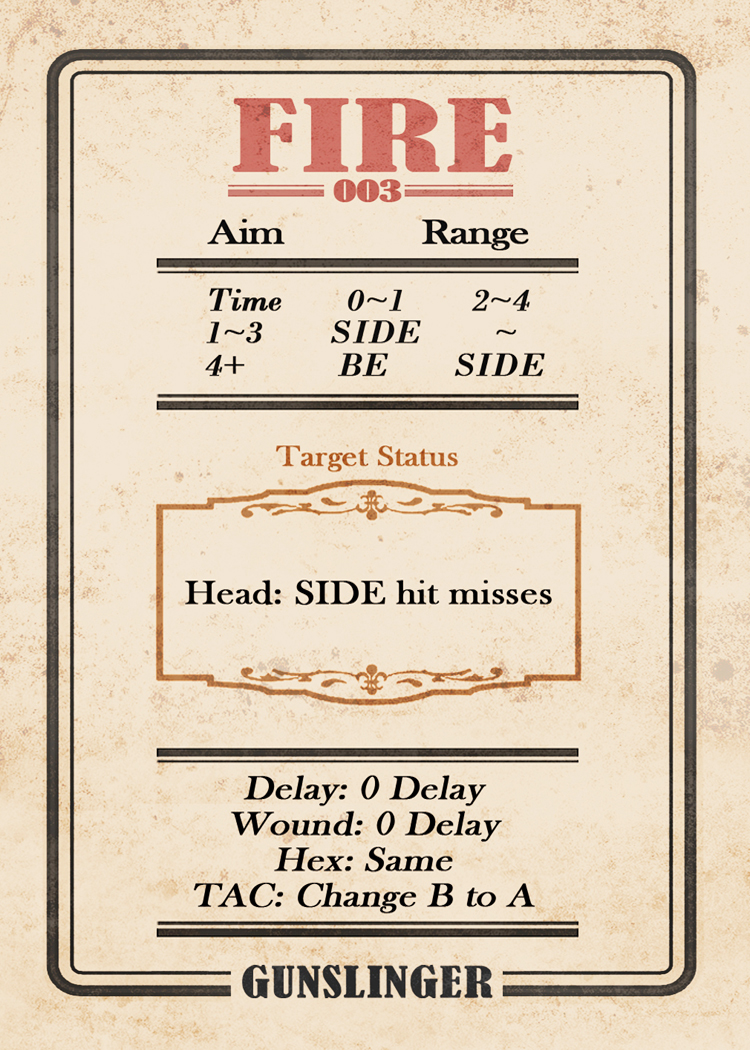 FIRE
003
Aim Range
Time 0~1 2~4
1~3 SIDE ~
4+ BE SIDE
Target Status
Head: SIDE hit misses
Delay: 0 Delay
Wound: 0 Delay
Hex: Same
TAC: Change B to A
GUNSLINGER